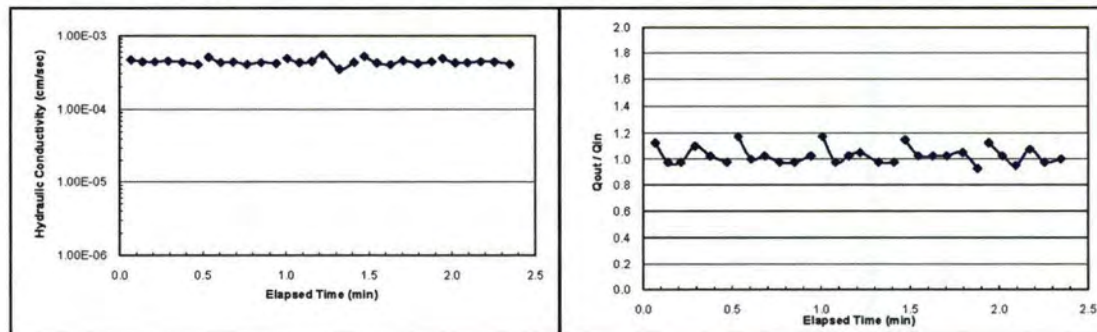 Hydraulic Conductivity (cm/sec)
1.00E-03
1.00E-04
1.00E-05
1.00E-06
0.0 0.5 1.0 1.5 2.0 2.5
Elapsed Time (min)
Qout / Qin
2.0
1.8
1.6
1.4
1.2
1.0
0.8
0.6
0.4
0.2
0.0
0.0 0.5 1.0 1.5 2.0 2.5
Elapsed Time (min)